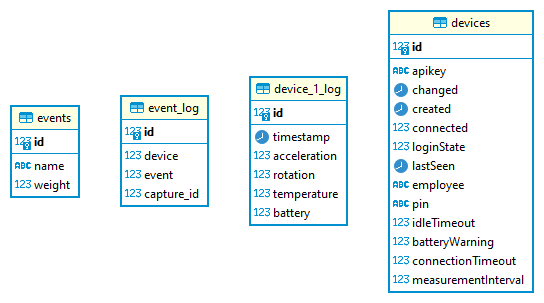 events
123 id
ABC name
123 weight
event_log
123 id
123 device
123 event
123 capture_id
device_1_log
123 id
timestamp
123 acceleration
123 rotation
123 temperature
123 battery
devices
123 id
ABC apikey
changed
created
123 connected
123 loginState
lastSeen
ABC employee
ABC pin
123 idleTimeout
123 batteryWarning
123 connectionTimeout
123 measurementInterval